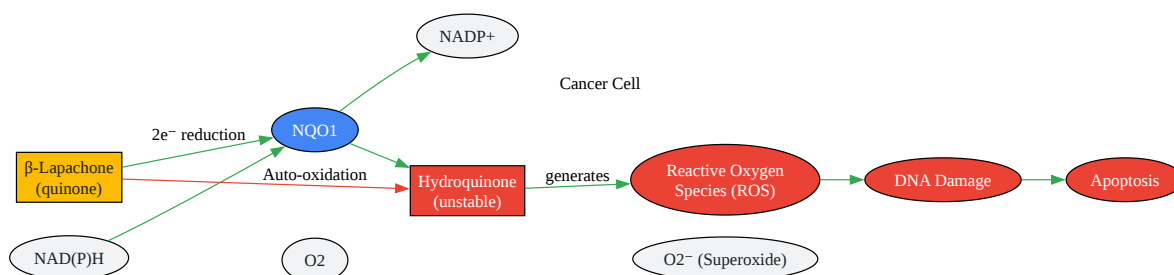 NADP+
Cancer Cell
2e⁻ reduction
NQO1
β-Lapachone
(quinone)
Auto-oxidation
Hydroquinone
(unstable)
generates
Reactive Oxygen
Species (ROS)
DNA Damage
Apoptosis
NAD(P)H
O2
O2⁻ (Superoxide)